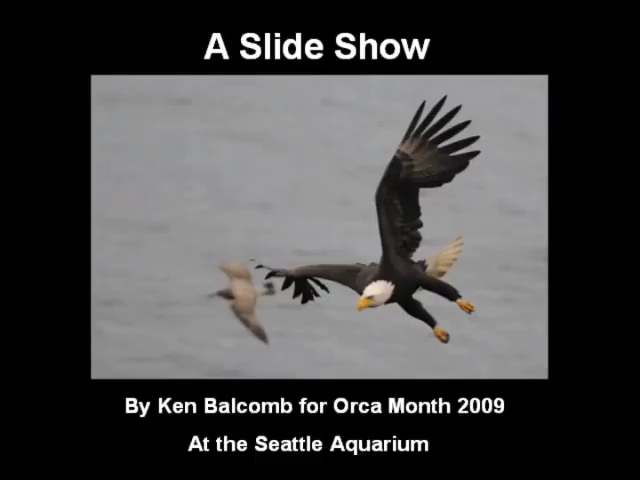 A Slide Show
By Ken Balcomb for Orca Month 2009
At the Seattle Aquarium